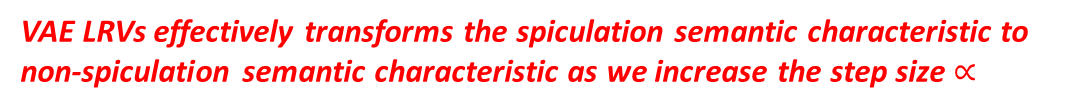 VAE LRVs effectively transforms the spiculation semantic characteristic to
non-spiculation semantic characteristic as we increase the step size ∝